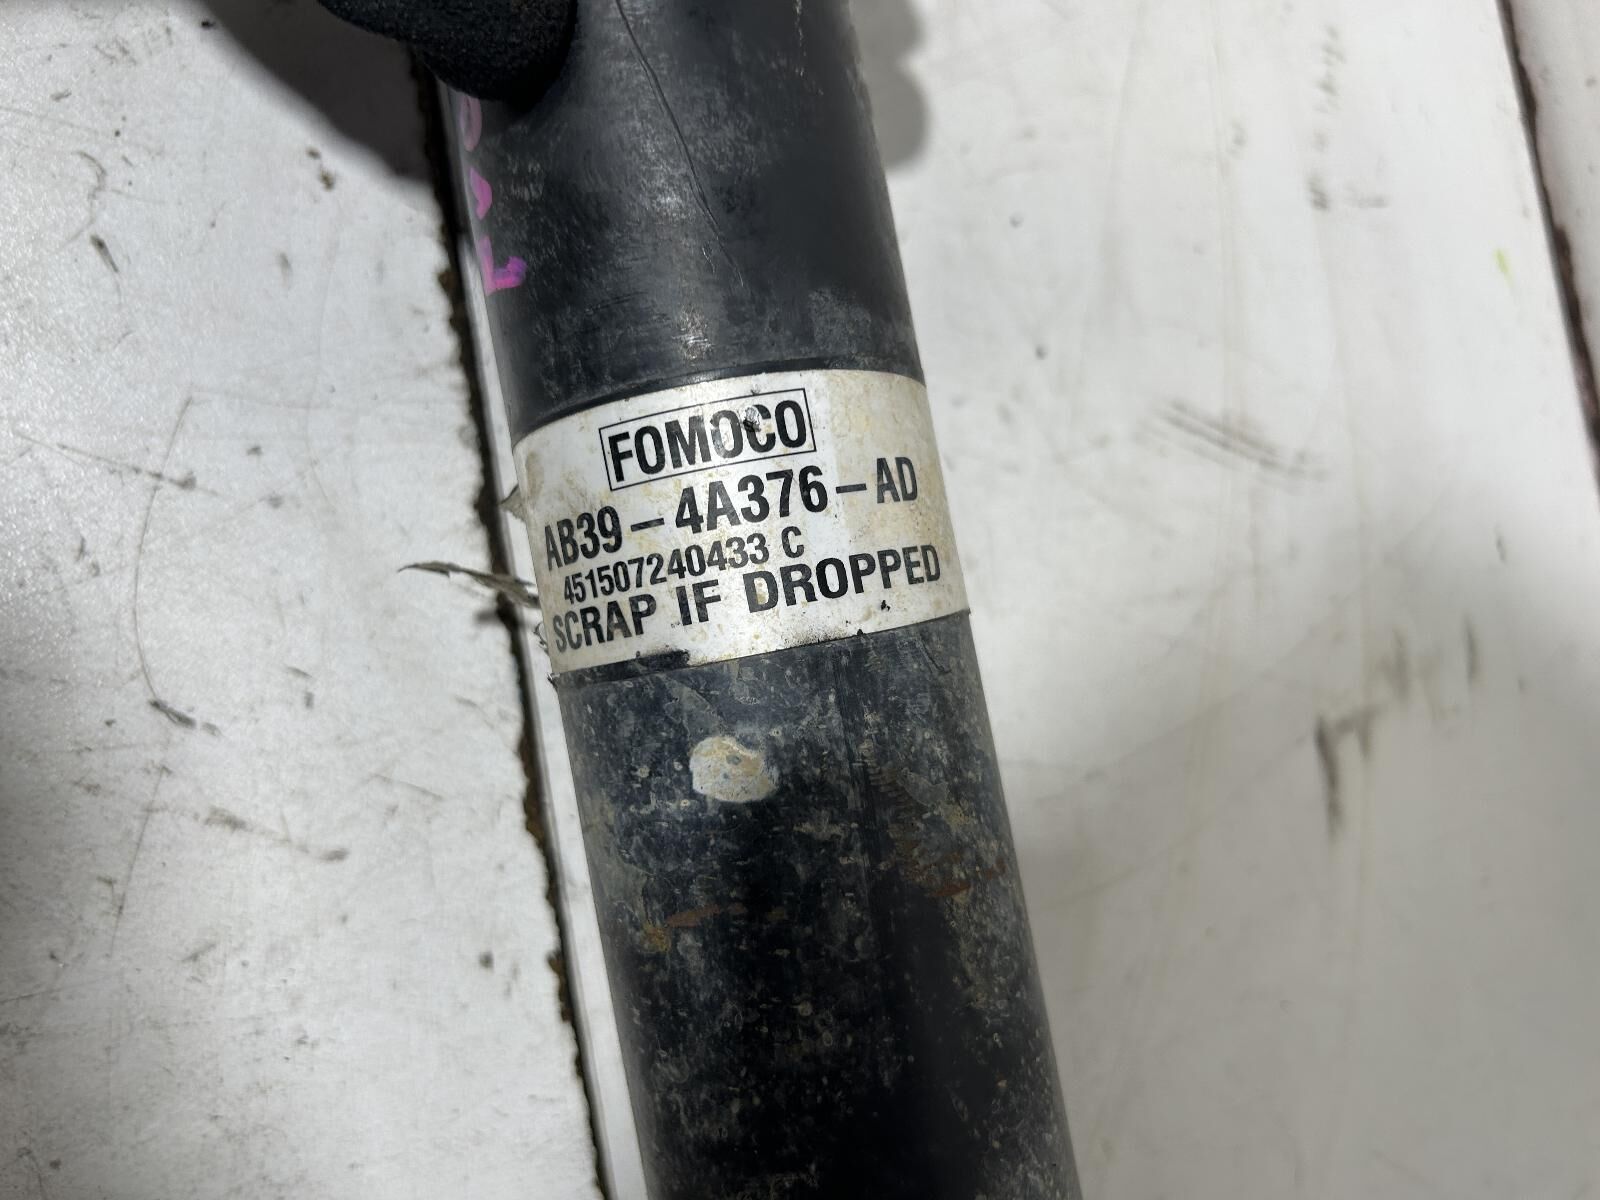 FOMOCO
AB39-4A376-AD
451507240433 C
SCRAP IF DROPPED